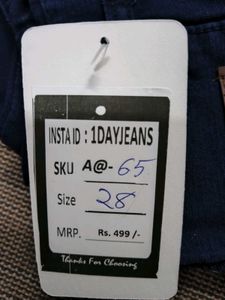 INSTA ID : 1DAYJEANS
SKU A@-65
Size 28
MRP. Rs. 499 /-
Thanks For Choosing